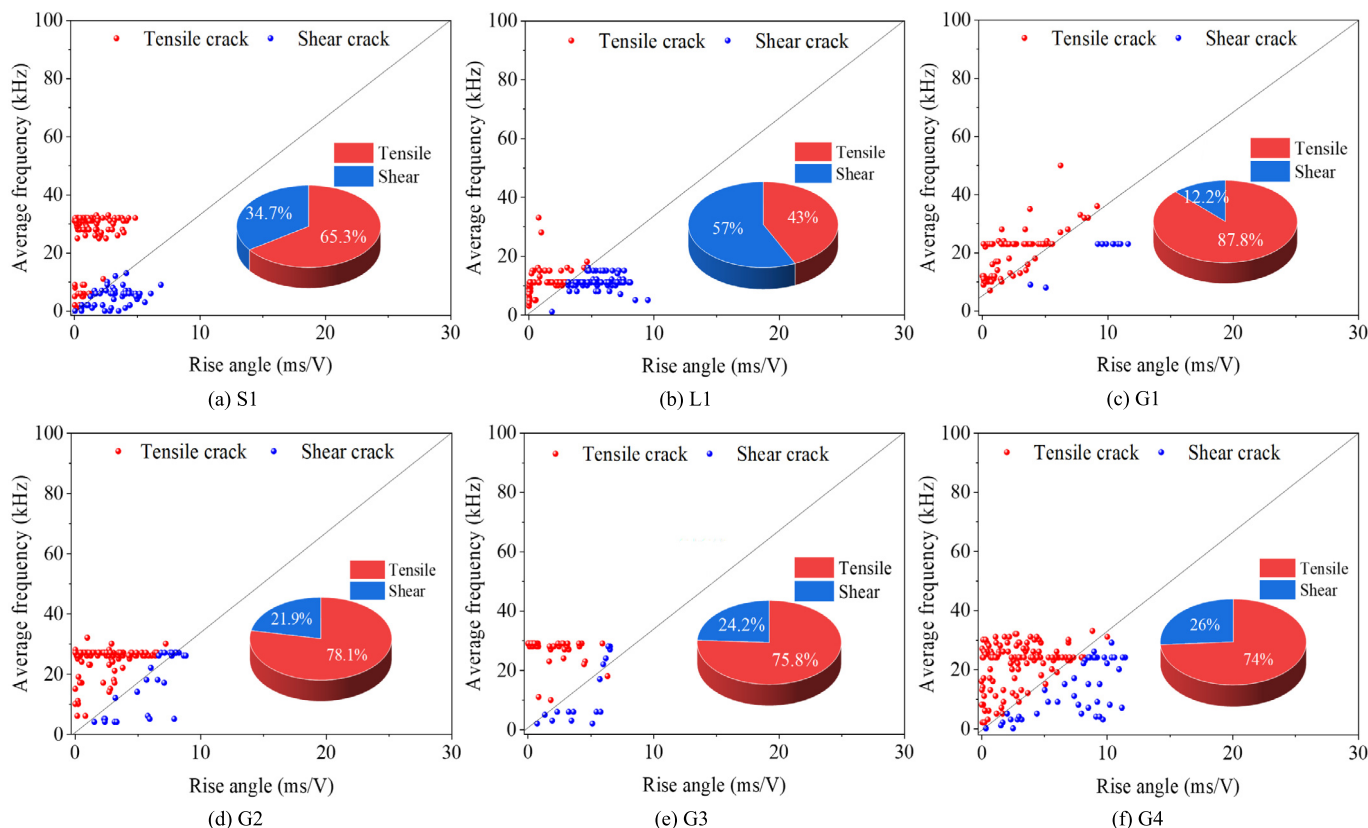 Tensile crack Shear crack
Average frequency (kHz)
100
80
60
40
20
0
Tensile
Shear
34.7%
65.3%
0 10 20 30
Rise angle (ms/V)
(a) S1
Tensile crack Shear crack
Average frequency (kHz)
100
80
60
40
20
0
Tensile
Shear
57%
43%
0 10 20 30
Rise angle (ms/V)
(b) L1
Tensile crack Shear crack
Average frequency (kHz)
100
80
60
40
20
0
Tensile
Shear
12.2%
87.8%
0 10 20 30
Rise angle (ms/V)
(c) G1
Tensile crack Shear crack
Average frequency (kHz)
100
80
60
40
20
0
Tensile
Shear
21.9%
78.1%
0 10 20 30
Rise angle (ms/V)
(d) G2
Tensile crack Shear crack
Average frequency (kHz)
100
80
60
40
20
0
Tensile
Shear
24.2%
75.8%
0 10 20 30
Rise angle (ms/V)
(e) G3
Tensile crack Shear crack
Average frequency (kHz)
100
80
60
40
20
0
Tensile
Shear
26%
74%
0 10 20 30
Rise angle (ms/V)
(f) G4